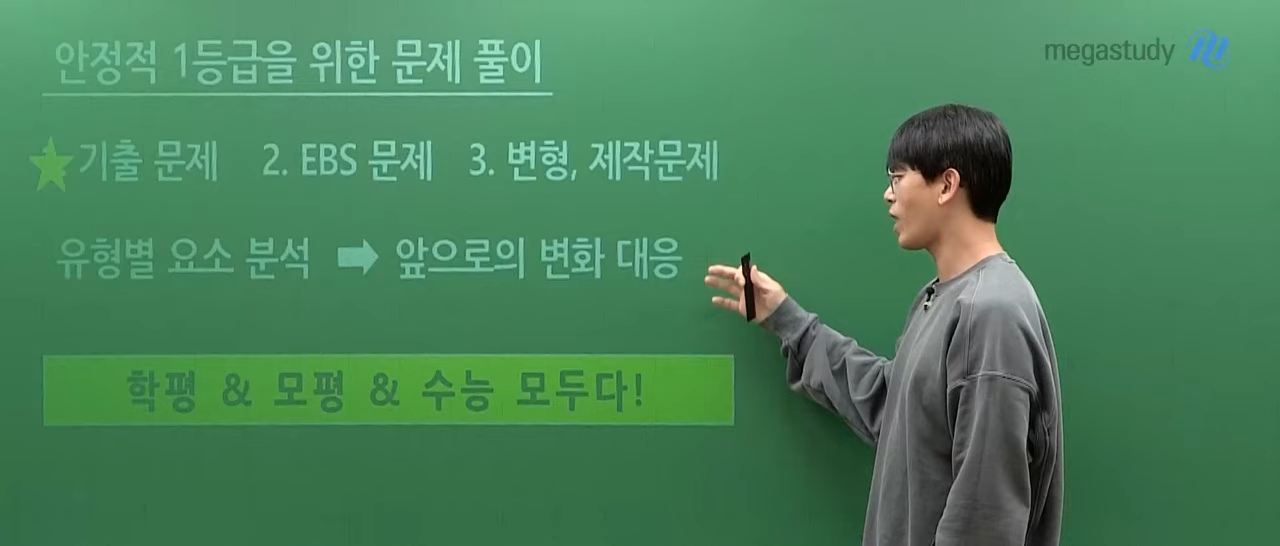 안정적 1등급을 위한 문제 풀이
megastudy
기출 문제 2. EBS 문제 3. 변형, 제작문제
유형별 요소 분석 ➡ 앞으로의 변화 대응
학평 & 모평 & 수능 모두다!